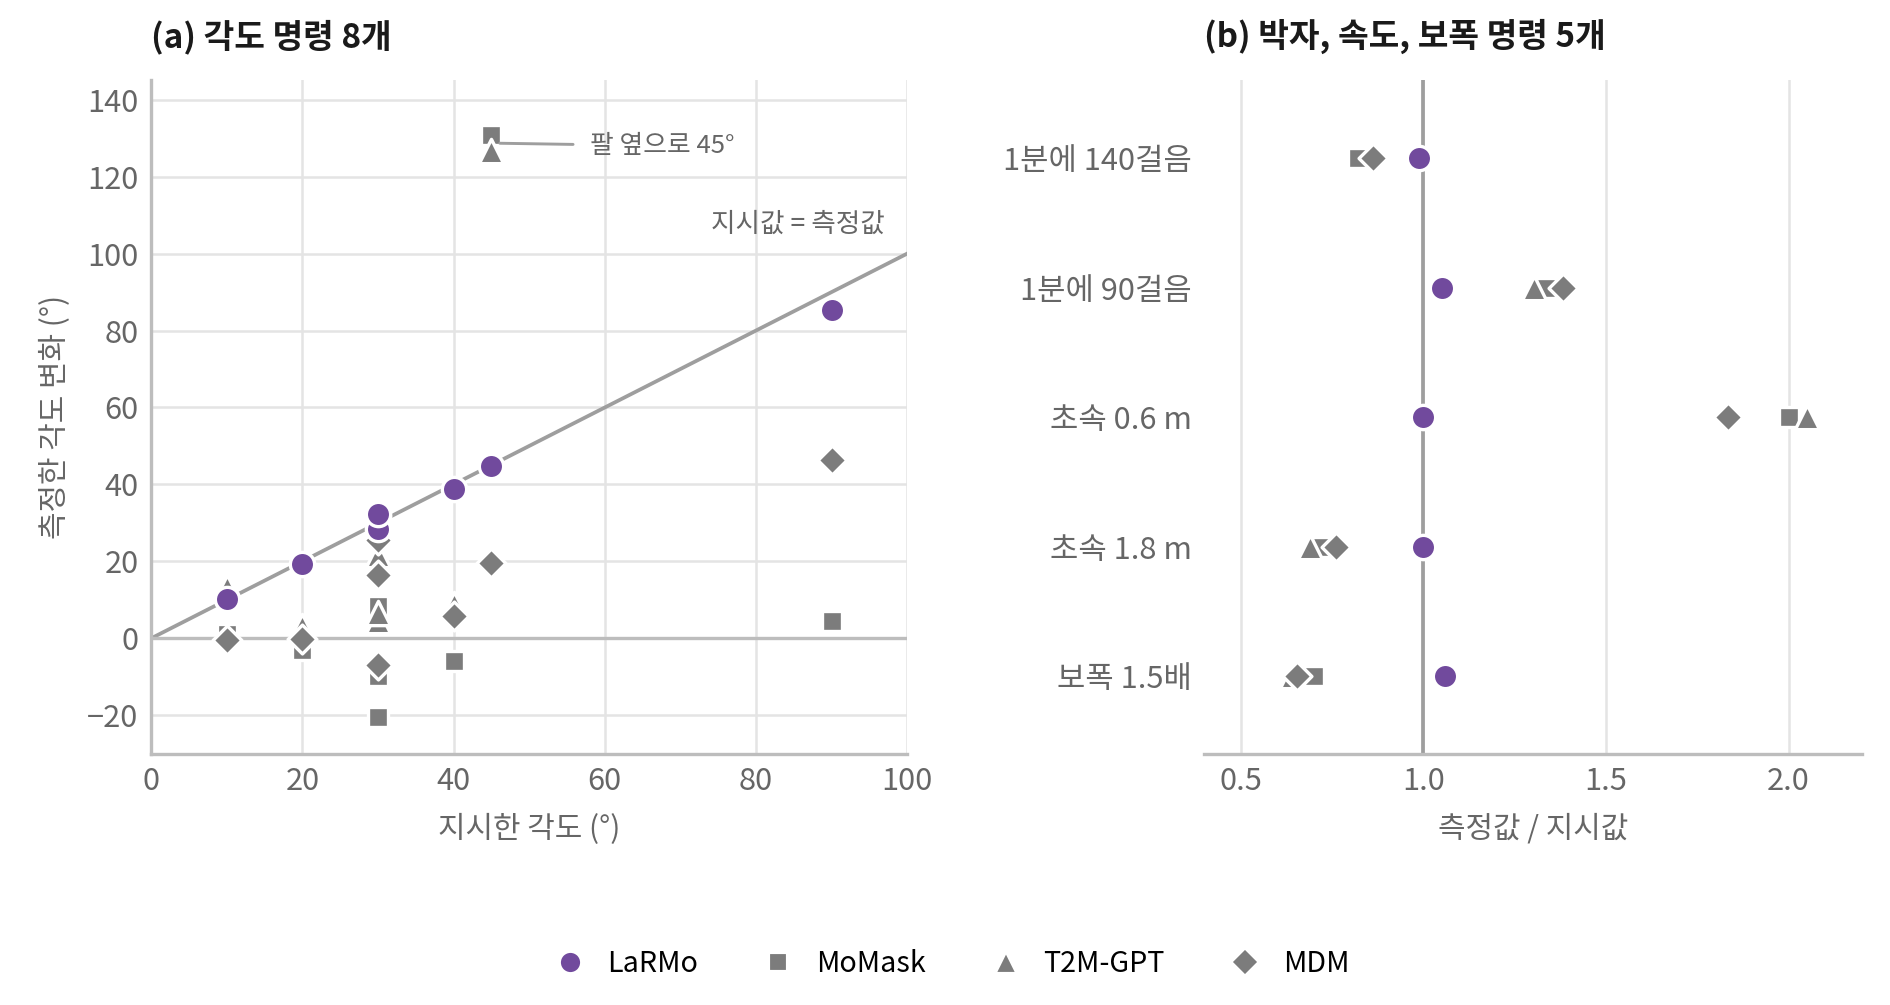 (a) 각도 명령 8개
140
120
100
80
60
40
20
0
−20
측정한 각도 변화 (°)
팔 옆으로 45°
지시값 = 측정값
0 20 40 60 80 100
지시한 각도 (°)
(b) 박자, 속도, 보폭 명령 5개
1분에 140걸음
1분에 90걸음
초속 0.6 m
초속 1.8 m
보폭 1.5배
0.5 1.0 1.5 2.0
측정값 / 지시값
LaRMo MoMask T2M-GPT MDM